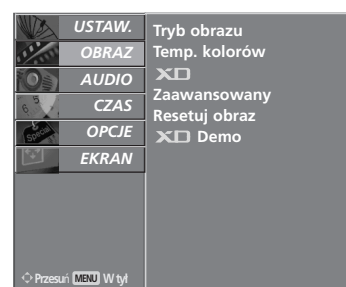 USTAW.
OBRAZ
AUDIO
CZAS
OPCJE
EKRAN
Tryb obrazu
Temp. kolorów
XD
Zaawansowany
Resetuj obraz
XD Demo
Przesuń MENU W tył